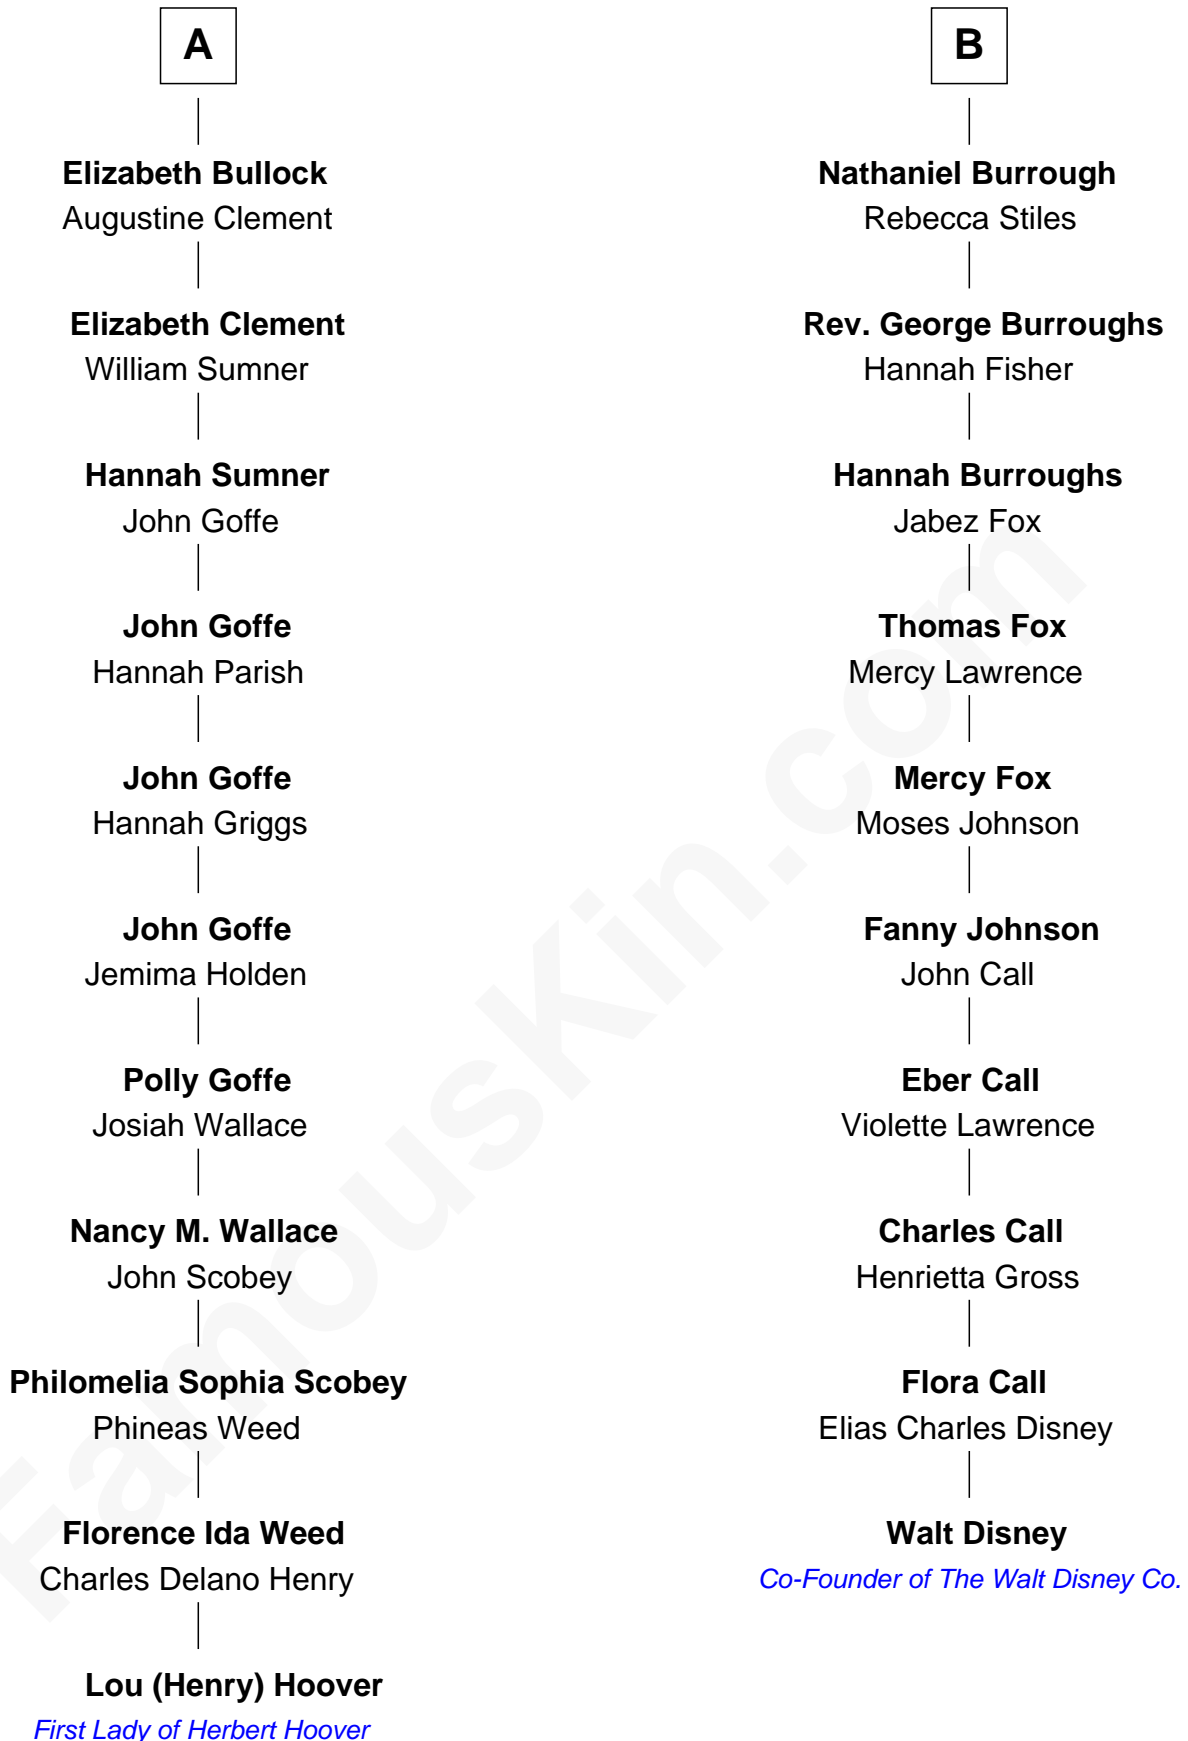 A
Elizabeth Bullock
Augustine Clement
Elizabeth Clement
William Sumner
Hannah Sumner
John Goffe
John Goffe
Hannah Parish
John Goffe
Hannah Griggs
John Goffe
Jemima Holden
Polly Goffe
Josiah Wallace
Nancy M. Wallace
John Scobey
Philomelia Sophia Scobey
Phineas Weed
Florence Ida Weed
Charles Delano Henry
Lou (Henry) Hoover
First Lady of Herbert Hoover
B
Nathaniel Burrough
Rebecca Stiles
Rev. George Burroughs
Hannah Fisher
Hannah Burroughs
Jabez Fox
Thomas Fox
Mercy Lawrence
Mercy Fox
Moses Johnson
Fanny Johnson
John Call
Eber Call
Violette Lawrence
Charles Call
Henrietta Gross
Flora Call
Elias Charles Disney
Walt Disney
Co-Founder of The Walt Disney Co.
FamousKin.com